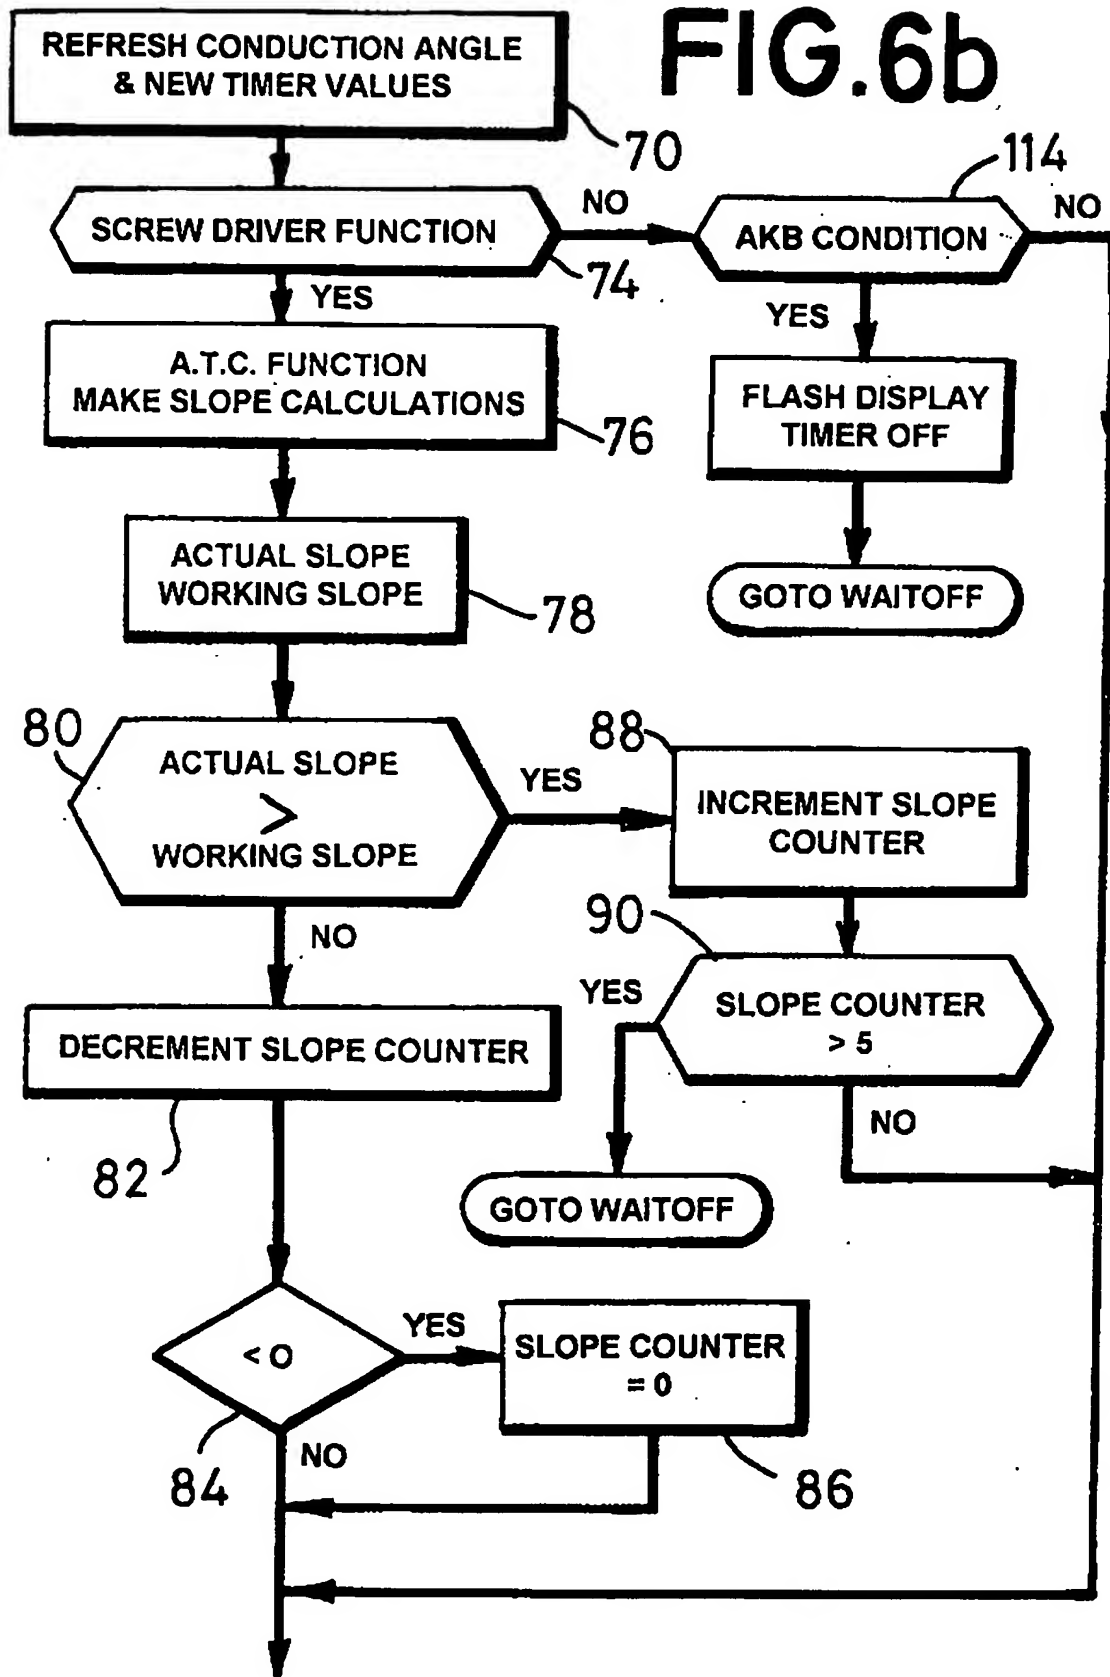 FIG.6b
REFRESH CONDUCTION ANGLE
& NEW TIMER VALUES
70
SCREW DRIVER FUNCTION
74
NO
114
AKB CONDITION
NO
YES
YES
A.T.C. FUNCTION
MAKE SLOPE CALCULATIONS
76
FLASH DISPLAY
TIMER OFF
GOTO WAITOFF
ACTUAL SLOPE
WORKING SLOPE
78
80
ACTUAL SLOPE
>
WORKING SLOPE
YES
88
INCREMENT SLOPE
COUNTER
NO
90
SLOPE COUNTER
> 5
YES
NO
GOTO WAITOFF
DECREMENT SLOPE COUNTER
82
< 0
84
YES
SLOPE COUNTER
= 0
86
NO